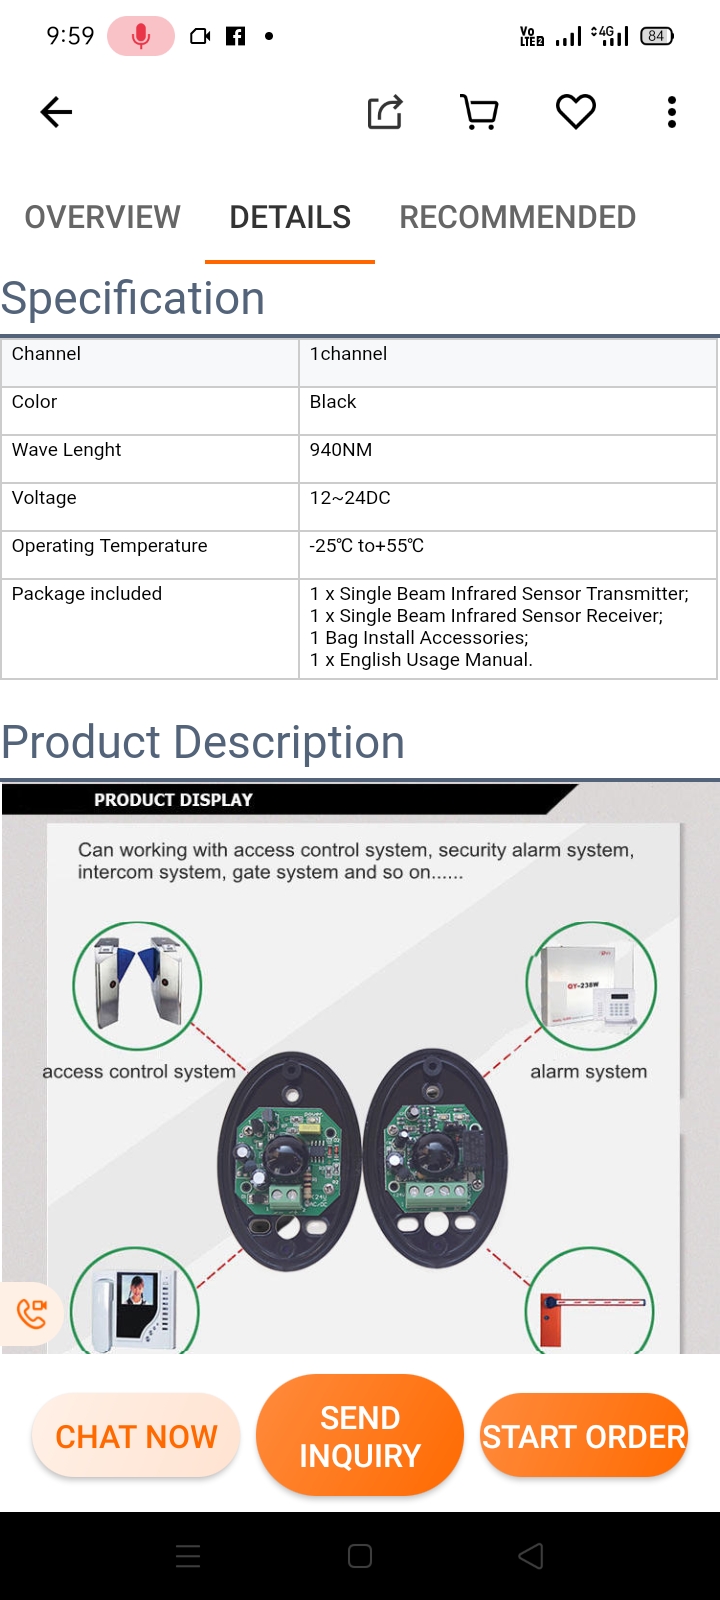 9:59
Vo
LTE2
4G
84
OVERVIEW DETAILS RECOMMENDED
Specification
Channel 1channel
Color Black
Wave Lenght 940NM
Voltage 12~24DC
Operating Temperature -25℃ to+55℃
Package included 1 x Single Beam Infrared Sensor Transmitter;
1 x Single Beam Infrared Sensor Receiver;
1 Bag Install Accessories;
1 x English Usage Manual.
Product Description
PRODUCT DISPLAY
Can working with access control system, security alarm system,
intercom system, gate system and so on......
QY-238W
access control system
alarm system
power
CHAT NOW
SEND
INQUIRY
START ORDER